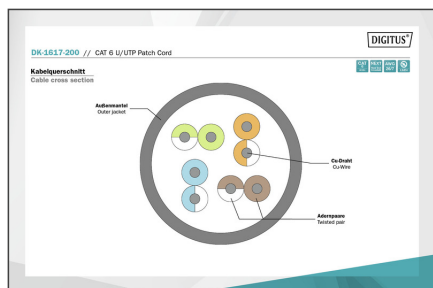 DIGITUS®
DK-1617-200 // CAT 6 U/UTP Patch Cord
Kabelquerschnitt
Cable cross section
Außenmantel
Outer jacket
Cu-Draht
Cu-Wire
Adernpaare
Twisted pair